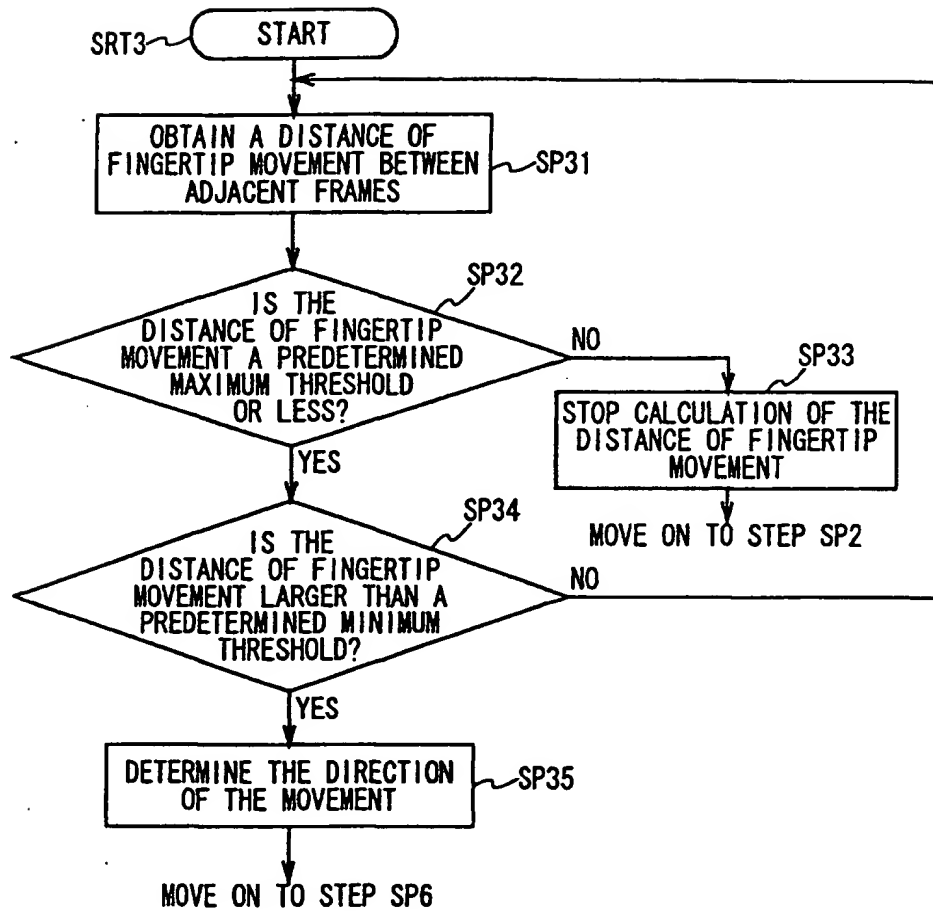 SRT3
START
OBTAIN A DISTANCE OF
FINGERTIP MOVEMENT BETWEEN
ADJACENT FRAMES
SP31
SP32
IS THE
DISTANCE OF FINGERTIP
MOVEMENT A PREDETERMINED
MAXIMUM THRESHOLD
OR LESS?
NO
YES
SP33
STOP CALCULATION OF THE
DISTANCE OF FINGERTIP
MOVEMENT
MOVE ON TO STEP SP2
SP34
IS THE
DISTANCE OF FINGERTIP
MOVEMENT LARGER THAN A
PREDETERMINED MINIMUM
THRESHOLD?
NO
YES
DETERMINE THE DIRECTION
OF THE MOVEMENT
SP35
MOVE ON TO STEP SP6